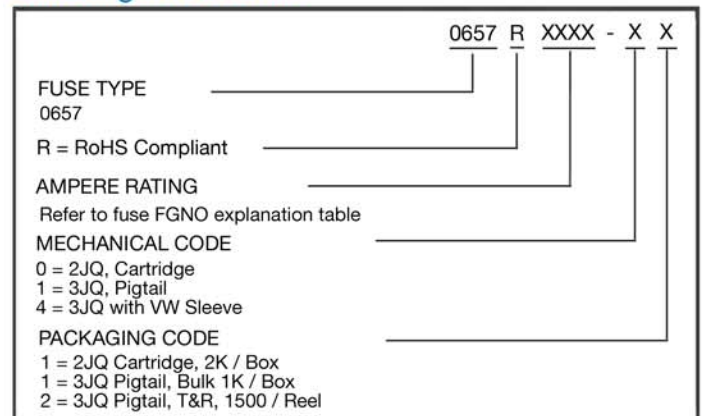 0657 R XXXX - X X
FUSE TYPE
0657
R = RoHS Compliant
AMPERE RATING
Refer to fuse FGNO explanation table
MECHANICAL CODE
0 = 2JQ, Cartridge
1 = 3JQ, Pigtail
4 = 3JQ with VW Sleeve
PACKAGING CODE
1 = 2JQ Cartridge, 2K / Box
1 = 3JQ Pigtail, Bulk 1K / Box
2 = 3JQ Pigtail, T&R, 1500 / Reel